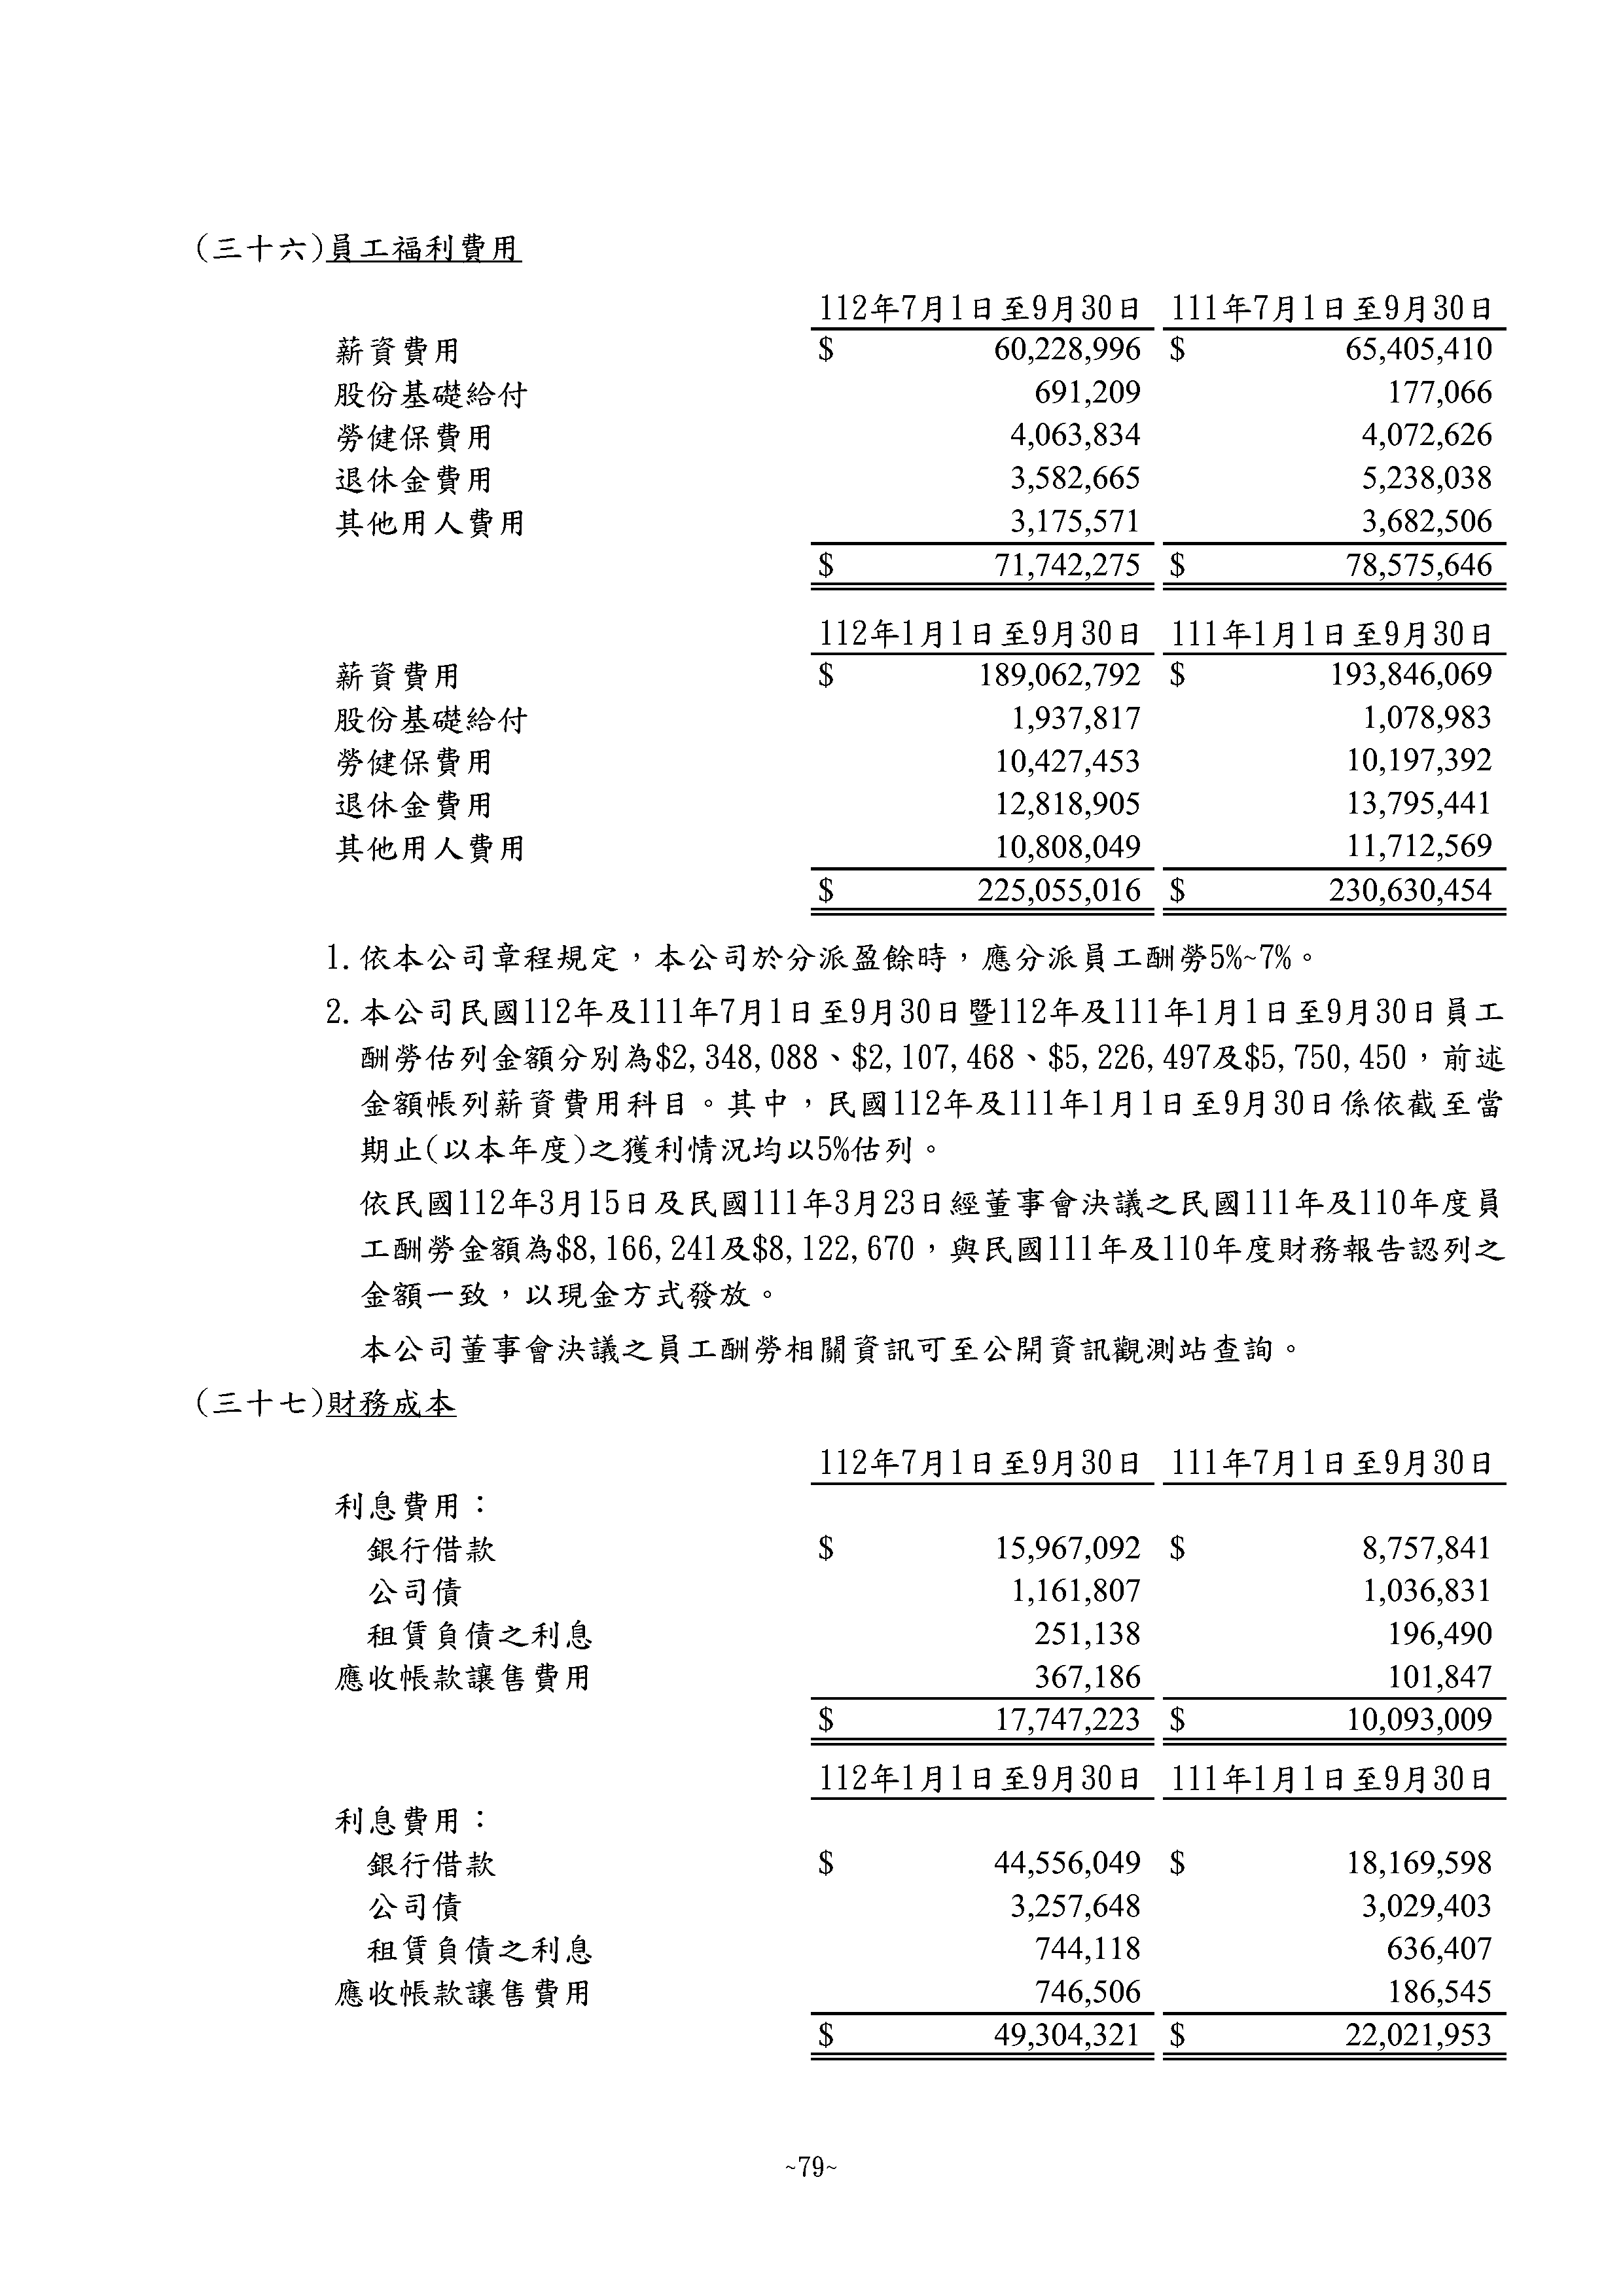 (三十六)員工福利費用
112年7月1日至9月30日 111年7月1日至9月30日
薪資費用 $ 60,228,996 $ 65,405,410
股份基礎給付 691,209 177,066
勞健保費用 4,063,834 4,072,626
退休金費用 3,582,665 5,238,038
其他用人費用 3,175,571 3,682,506
$ 71,742,275 $ 78,575,646
112年1月1日至9月30日 111年1月1日至9月30日
薪資費用 $ 189,062,792 $ 193,846,069
股份基礎給付 1,937,817 1,078,983
勞健保費用 10,427,453 10,197,392
退休金費用 12,818,905 13,795,441
其他用人費用 10,808,049 11,712,569
$ 225,055,016 $ 230,630,454
1. 依本公司章程規定，本公司於分派盈餘時，應分派員工酬勞5%~7%。
2. 本公司民國112年及111年7月1日至9月30日暨112年及111年1月1日至9月30日員工
酬勞估列金額分別為$2,348,088、$2,107,468、$5,226,497及$5,750,450，前述
金額帳列薪資費用科目。其中，民國112年及111年1月1日至9月30日係依截至當
期止(以本年度)之獲利情況均以5%估列。
依民國112年3月15日及民國111年3月23日經董事會決議之民國111年及110年度員
工酬勞金額為$8,166,241及$8,122,670，與民國111年及110年度財務報告認列之
金額一致，以現金方式發放。
本公司董事會決議之員工酬勞相關資訊可至公開資訊觀測站查詢。
(三十七)財務成本
112年7月1日至9月30日 111年7月1日至9月30日
利息費用：
銀行借款 $ 15,967,092 $ 8,757,841
公司債 1,161,807 1,036,831
租賃負債之利息 251,138 196,490
應收帳款讓售費用 367,186 101,847
$ 17,747,223 $ 10,093,009
112年1月1日至9月30日 111年1月1日至9月30日
利息費用：
銀行借款 $ 44,556,049 $ 18,169,598
公司債 3,257,648 3,029,403
租賃負債之利息 744,118 636,407
應收帳款讓售費用 746,506 186,545
$ 49,304,321 $ 22,021,953
~79~